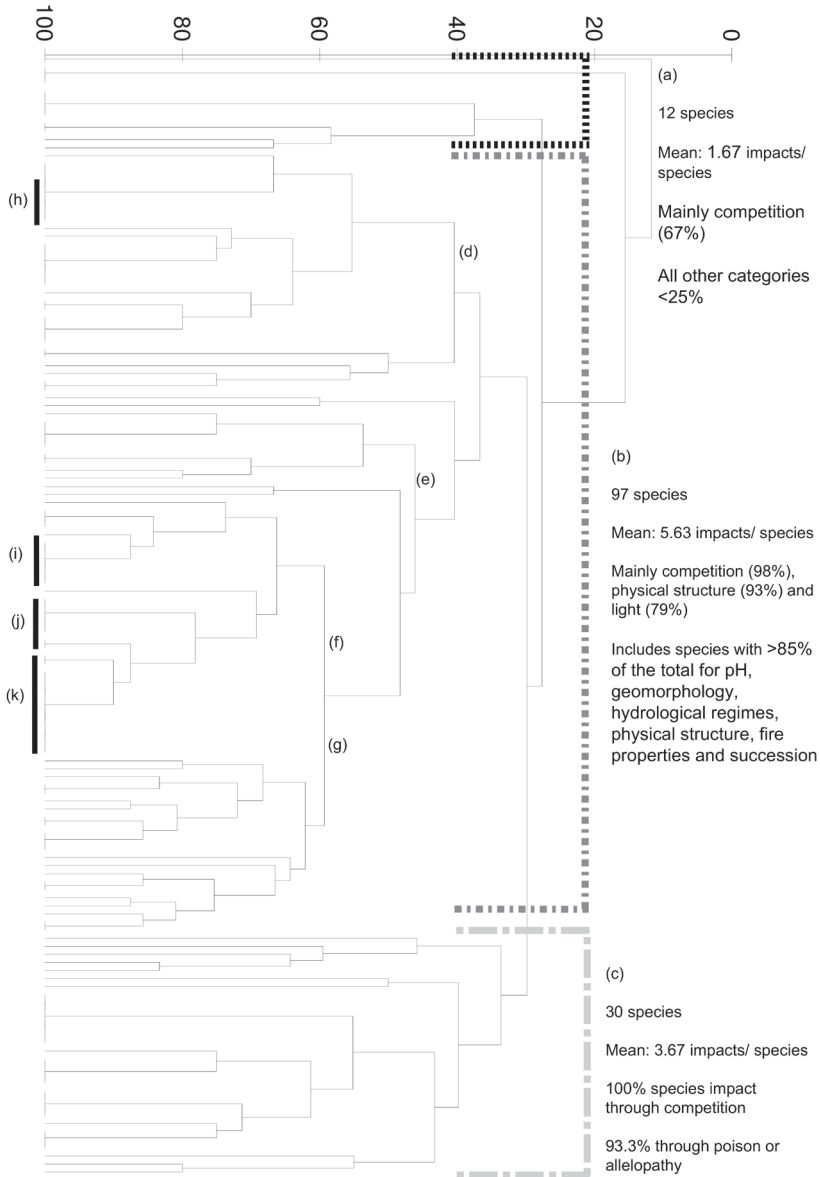 100
80
60
40
20
0
(a)
12 species
Mean: 1.67 impacts/
species
Mainly competition
(67%)
All other categories
<25%
(h)
(d)
(e)
(b)
97 species
Mean: 5.63 impacts/ species
Mainly competition (98%),
physical structure (93%) and
light (79%)
Includes species with >85%
of the total for pH,
geomorphology,
hydrological regimes,
physical structure, fire
properties and succession
(i)
(j)
(f)
(k)
(g)
(c)
30 species
Mean: 3.67 impacts/ species
100% species impact
through competition
93.3% through poison or
allelopathy